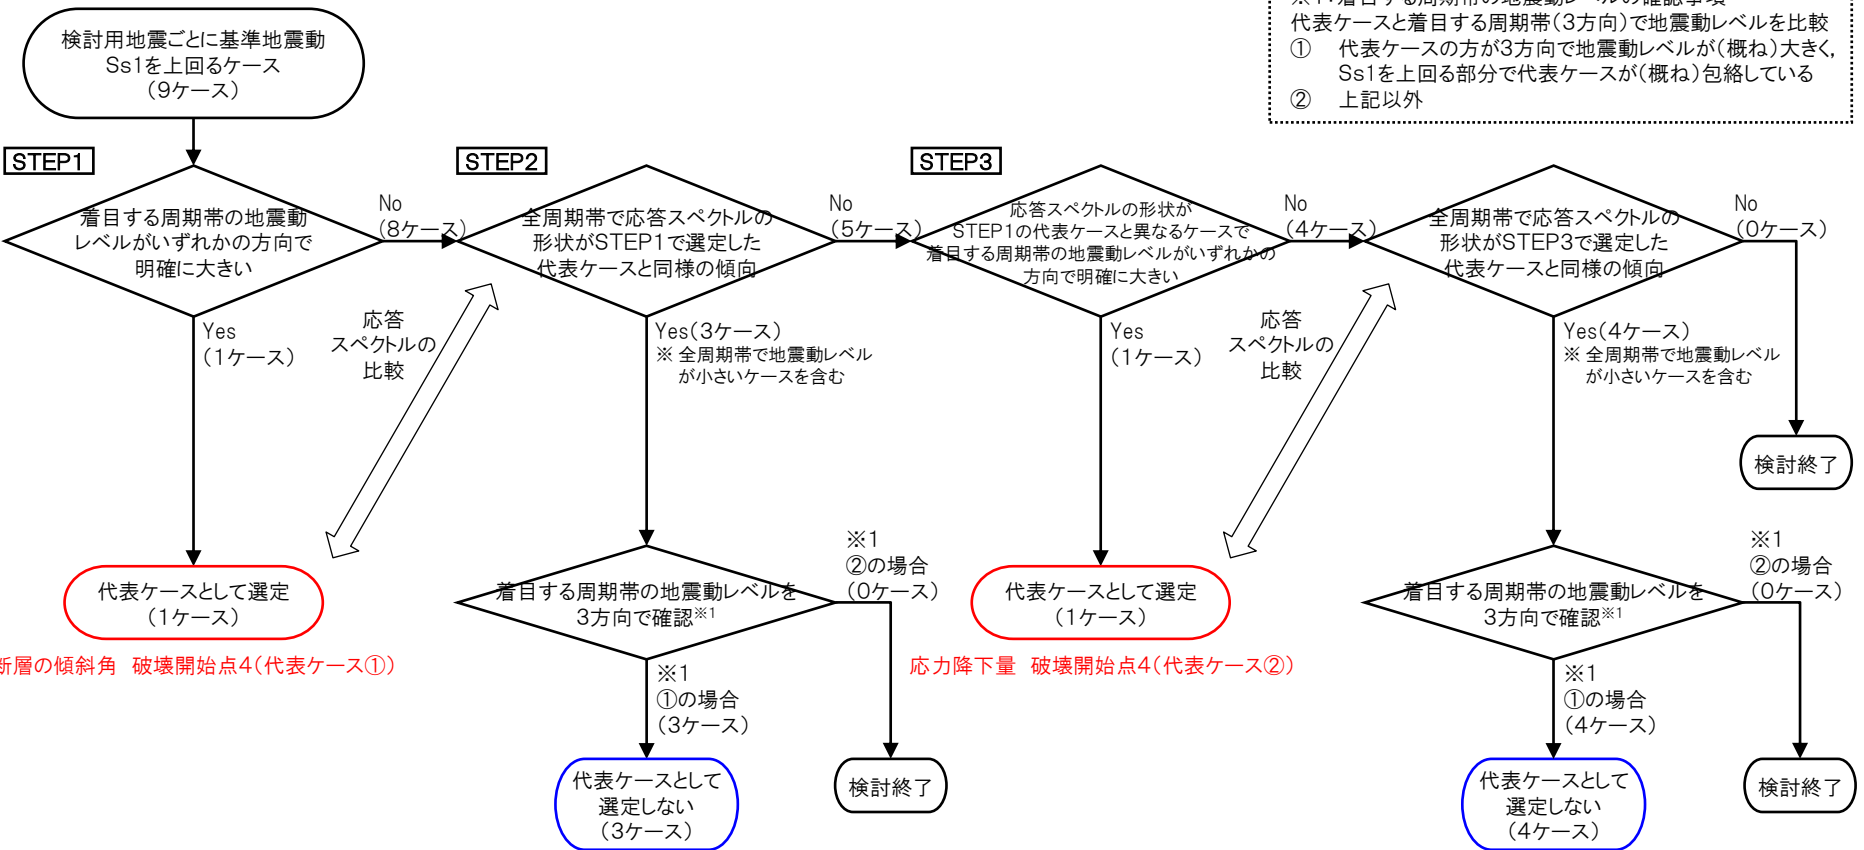 検討用地震ごとに基準地震動
Ss1を上回るケース
(9ケース)
※1:着目する周期帯の地震動レベルの確認事項
代表ケースと着目する周期帯(3方向)で地震動レベルを比較
① 代表ケースの方が3方向で地震動レベルが(概ね)大きく,
Ss1を上回る部分で代表ケースが(概ね)包絡している
② 上記以外
STEP1
着目する周期帯の地震動
レベルがいずれかの方向で
明確に大きい
No
(8ケース)
Yes
(1ケース)
応答
スペクトルの
比較
代表ケースとして選定
(1ケース)
断層の傾斜角 破壊開始点4(代表ケース①)
STEP2
全周期帯で応答スペクトルの
形状がSTEP1で選定した
代表ケースと同様の傾向
No
(5ケース)
Yes(3ケース)
※ 全周期帯で地震動レベル
が小さいケースを含む
着目する周期帯の地震動レベルを
3方向で確認※1
※1
②の場合
(0ケース)
※1
①の場合
(3ケース)
代表ケースとして
選定しない
(3ケース)
検討終了
STEP3
応答スペクトルの形状が
STEP1の代表ケースと異なるケースで
着目する周期帯の地震動レベルがいずれかの
方向で明確に大きい
No
(4ケース)
Yes
(1ケース)
応答
スペクトルの
比較
代表ケースとして選定
(1ケース)
応力降下量 破壊開始点4(代表ケース②)
全周期帯で応答スペクトルの
形状がSTEP3で選定した
代表ケースと同様の傾向
No
(0ケース)
検討終了
Yes(4ケース)
※ 全周期帯で地震動レベル
が小さいケースを含む
着目する周期帯の地震動レベルを
3方向で確認※1
※1
②の場合
(0ケース)
※1
①の場合
(4ケース)
代表ケースとして
選定しない
(4ケース)
検討終了